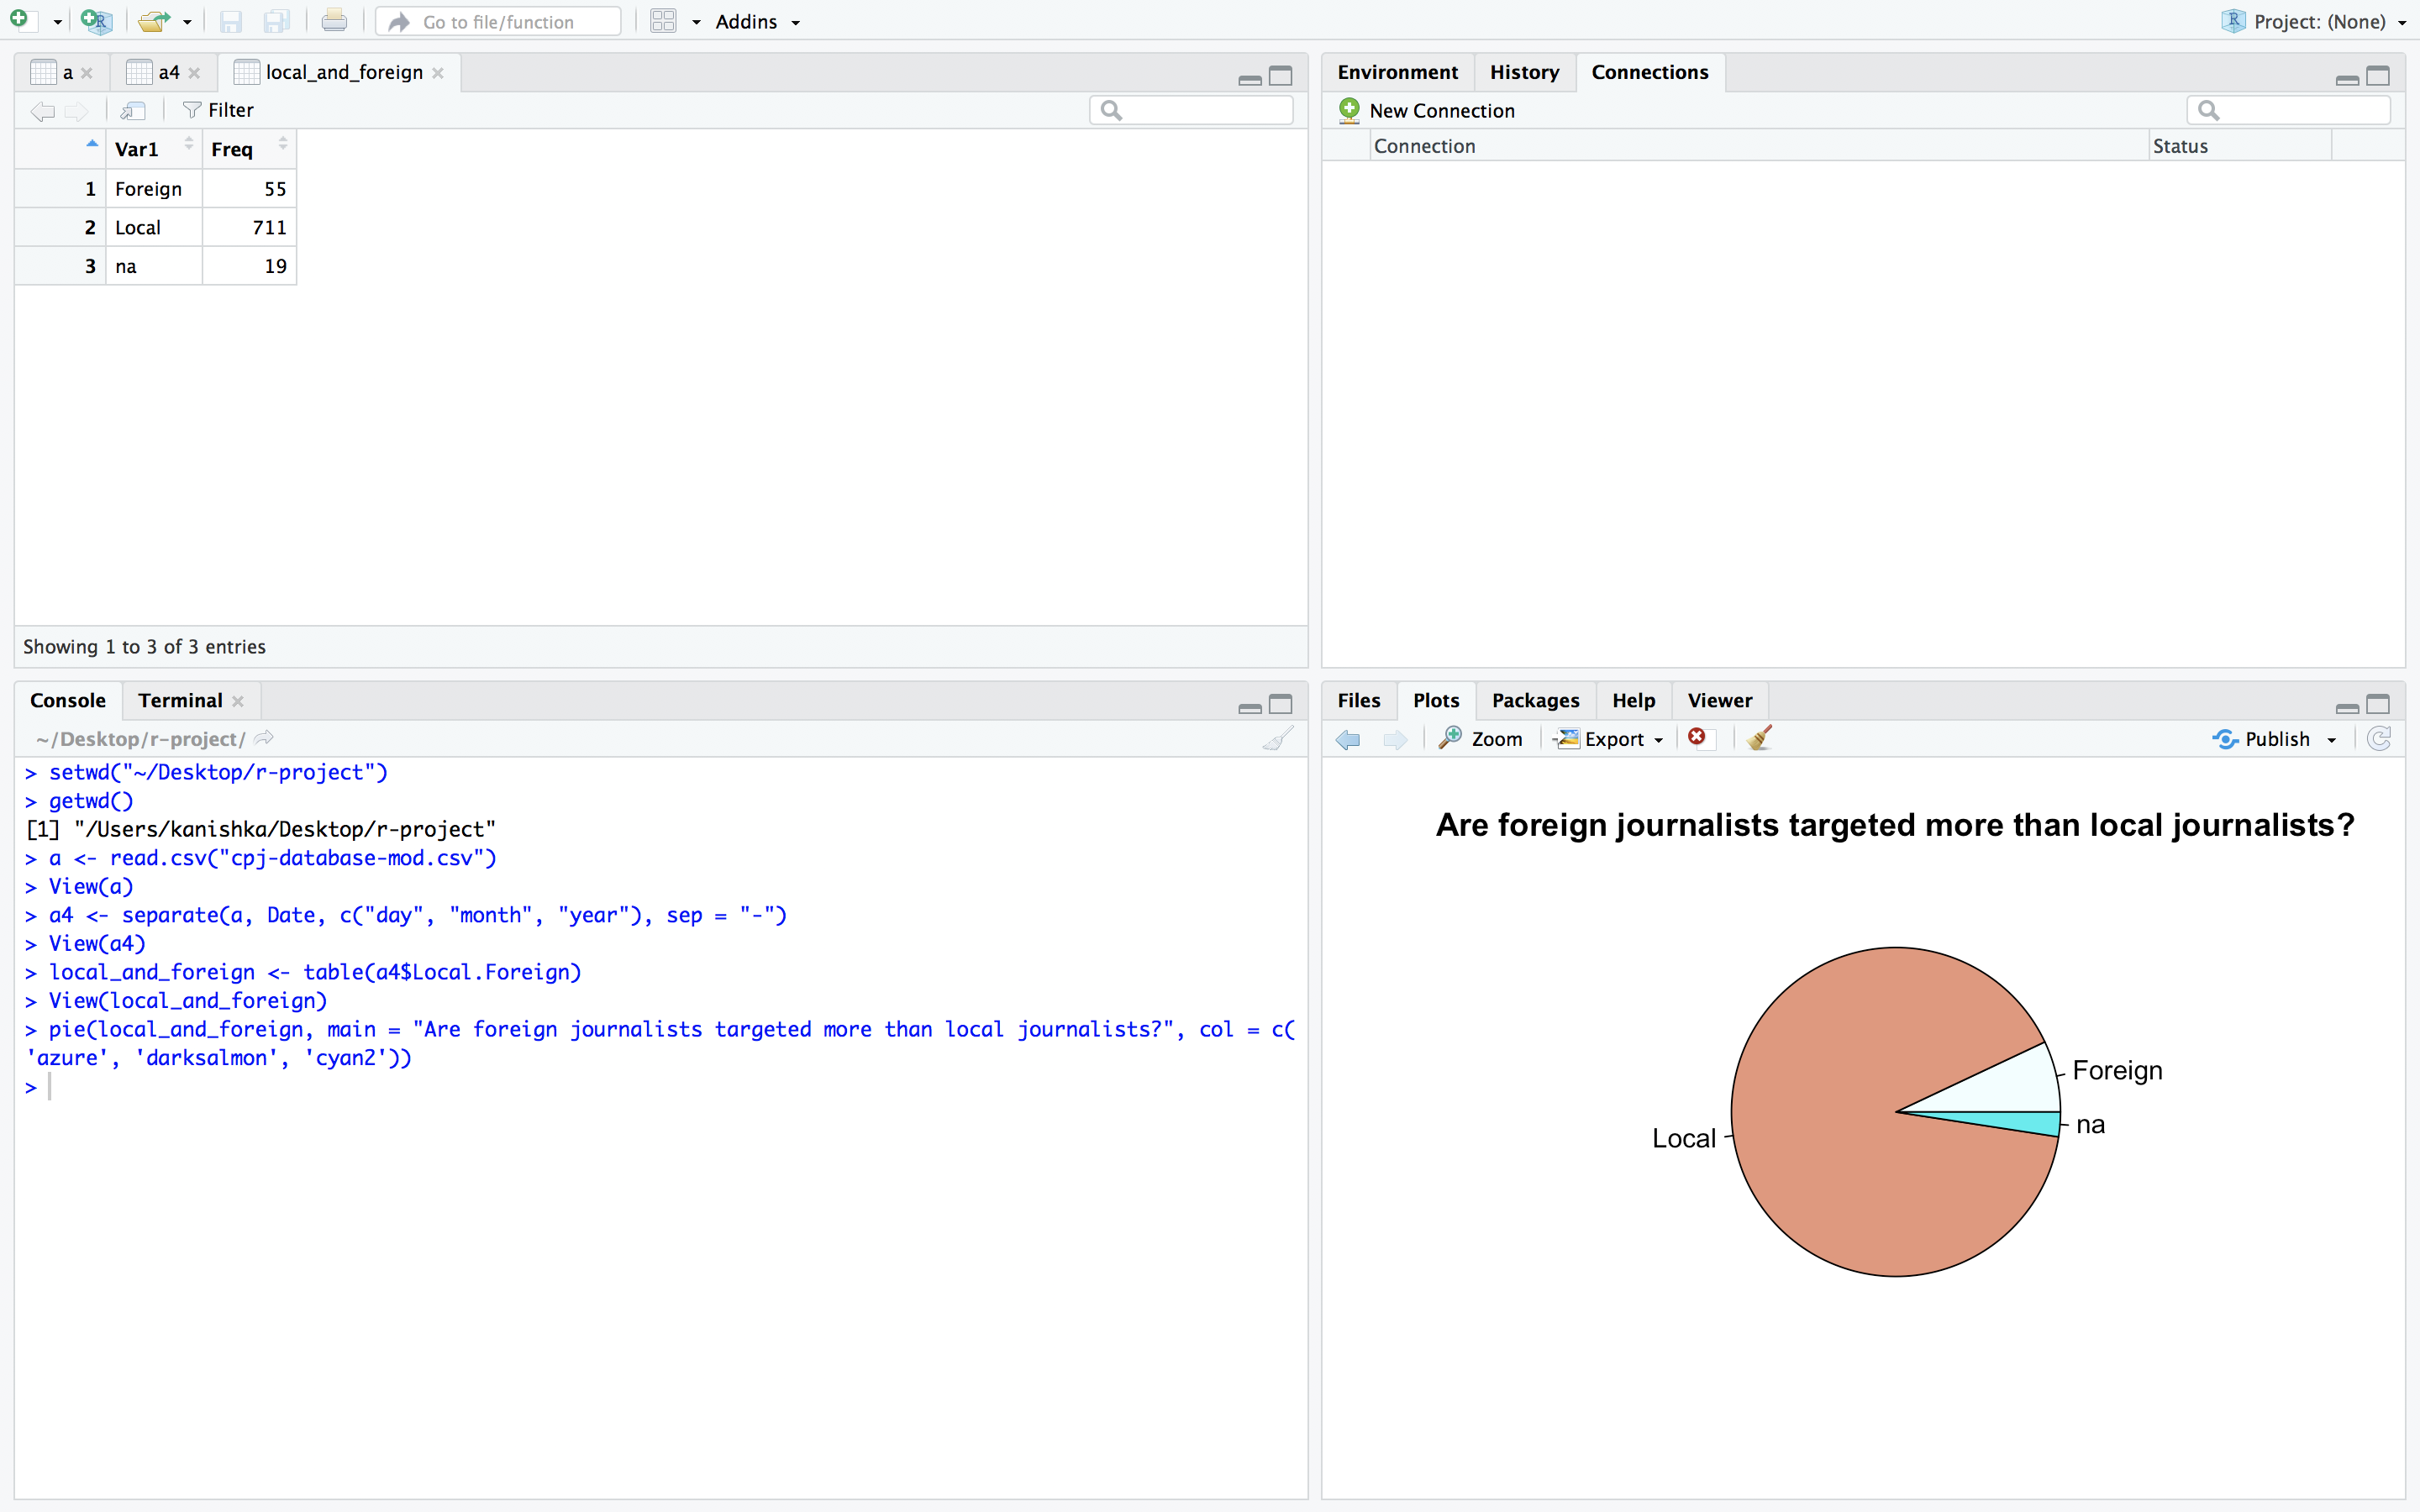 Go to file/function Addins Project: (None)
a a4 local_and_foreign
Filter
Var1 Freq
1 Foreign 55
2 Local 711
3 na 19
Showing 1 to 3 of 3 entries
Environment History Connections
New Connection
Connection Status
Console Terminal
~/Desktop/r-project/
> setwd("~/Desktop/r-project")
> getwd()
[1] "/Users/kanishka/Desktop/r-project"
> a <- read.csv("cpj-database-mod.csv")
> View(a)
> a4 <- separate(a, Date, c("day", "month", "year"), sep = "-")
> View(a4)
> local_and_foreign <- table(a4$Local.Foreign)
> View(local_and_foreign)
> pie(local_and_foreign, main = "Are foreign journalists targeted more than local journalists?", col = c(
'azure', 'darksalmon', 'cyan2'))
>
Files Plots Packages Help Viewer
Zoom Export Publish
Are foreign journalists targeted more than local journalists?
Foreign
na
Local